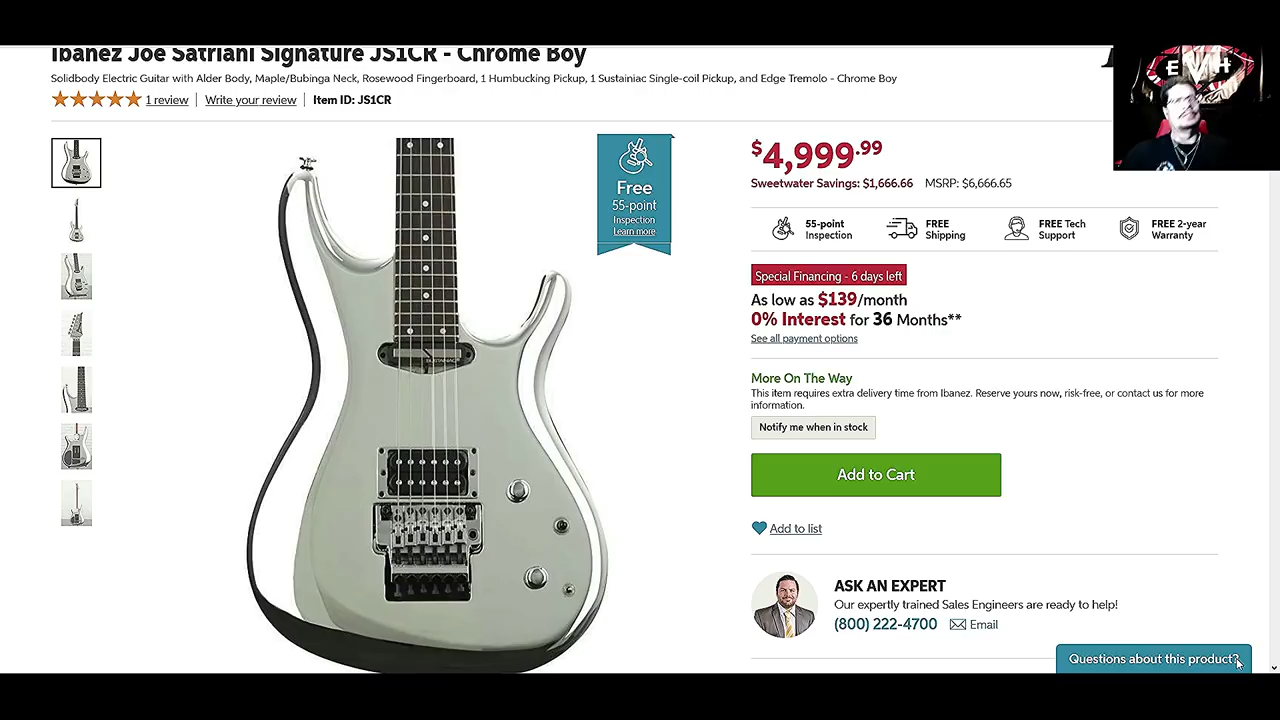 Ibanez Joe Satriani Signature JS1CR - Chrome Boy
Solidbody Electric Guitar with Alder Body, Maple/Bubinga Neck, Rosewood Fingerboard, 1 Humbucking Pickup, 1 Sustainiac Single-coil Pickup, and Edge Tremolo - Chrome Boy
1 review
Write your review
Item ID: JS1CR
EVH
Free
55-point
Inspection
Learn more
SUSTAINIAC
$4,999.99
Sweetwater Savings: $1,666.66 MSRP: $6,666.65
55-point
Inspection
FREE
Shipping
FREE Tech
Support
FREE 2-year
Warranty
Special Financing - 6 days left
As low as $139/month
0% Interest for 36 Months**
See all payment options
More On The Way
This item requires extra delivery time from Ibanez. Reserve yours now, risk-free, or contact us for more
information.
Notify me when in stock
Add to Cart
Add to list
ASK AN EXPERT
Our expertly trained Sales Engineers are ready to help!
(800) 222-4700 Email
Questions about this product?